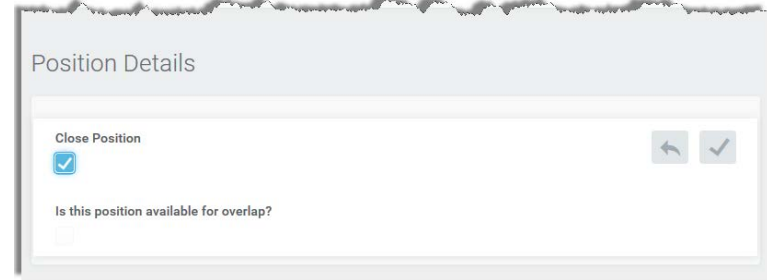 Position Details
Close Position
Is this position available for overlap?